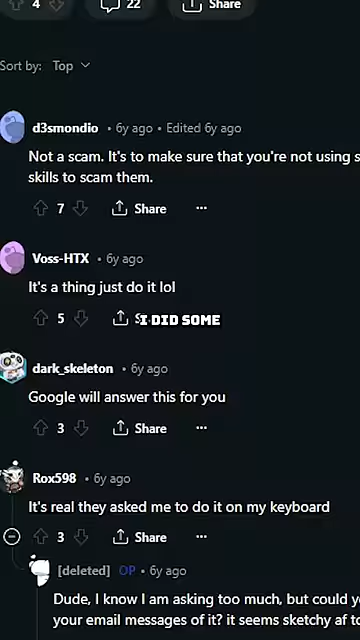 4 22 Share
Sort by: Top
d3smondio • 6y ago • Edited 6y ago
Not a scam. It's to make sure that you're not using s
skills to scam them.
7 Share ...
Voss-HTX • 6y ago
It's a thing just do it lol
5 S I DID SOME ...
dark_skeleton • 6y ago
Google will answer this for you
3 Share ...
Rox598 • 6y ago
It's real they asked me to do it on my keyboard
3 Share ...
[deleted] OP • 6y ago
Dude, I know I am asking too much, but could y
your email messages of it? it seems sketchy af t